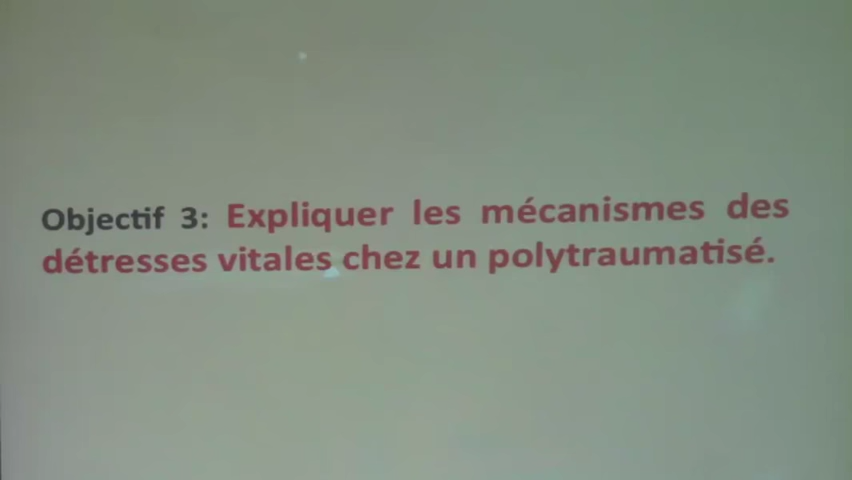 Objectif 3: Expliquer les mécanismes des
détresses vitales chez un polytraumatisé.